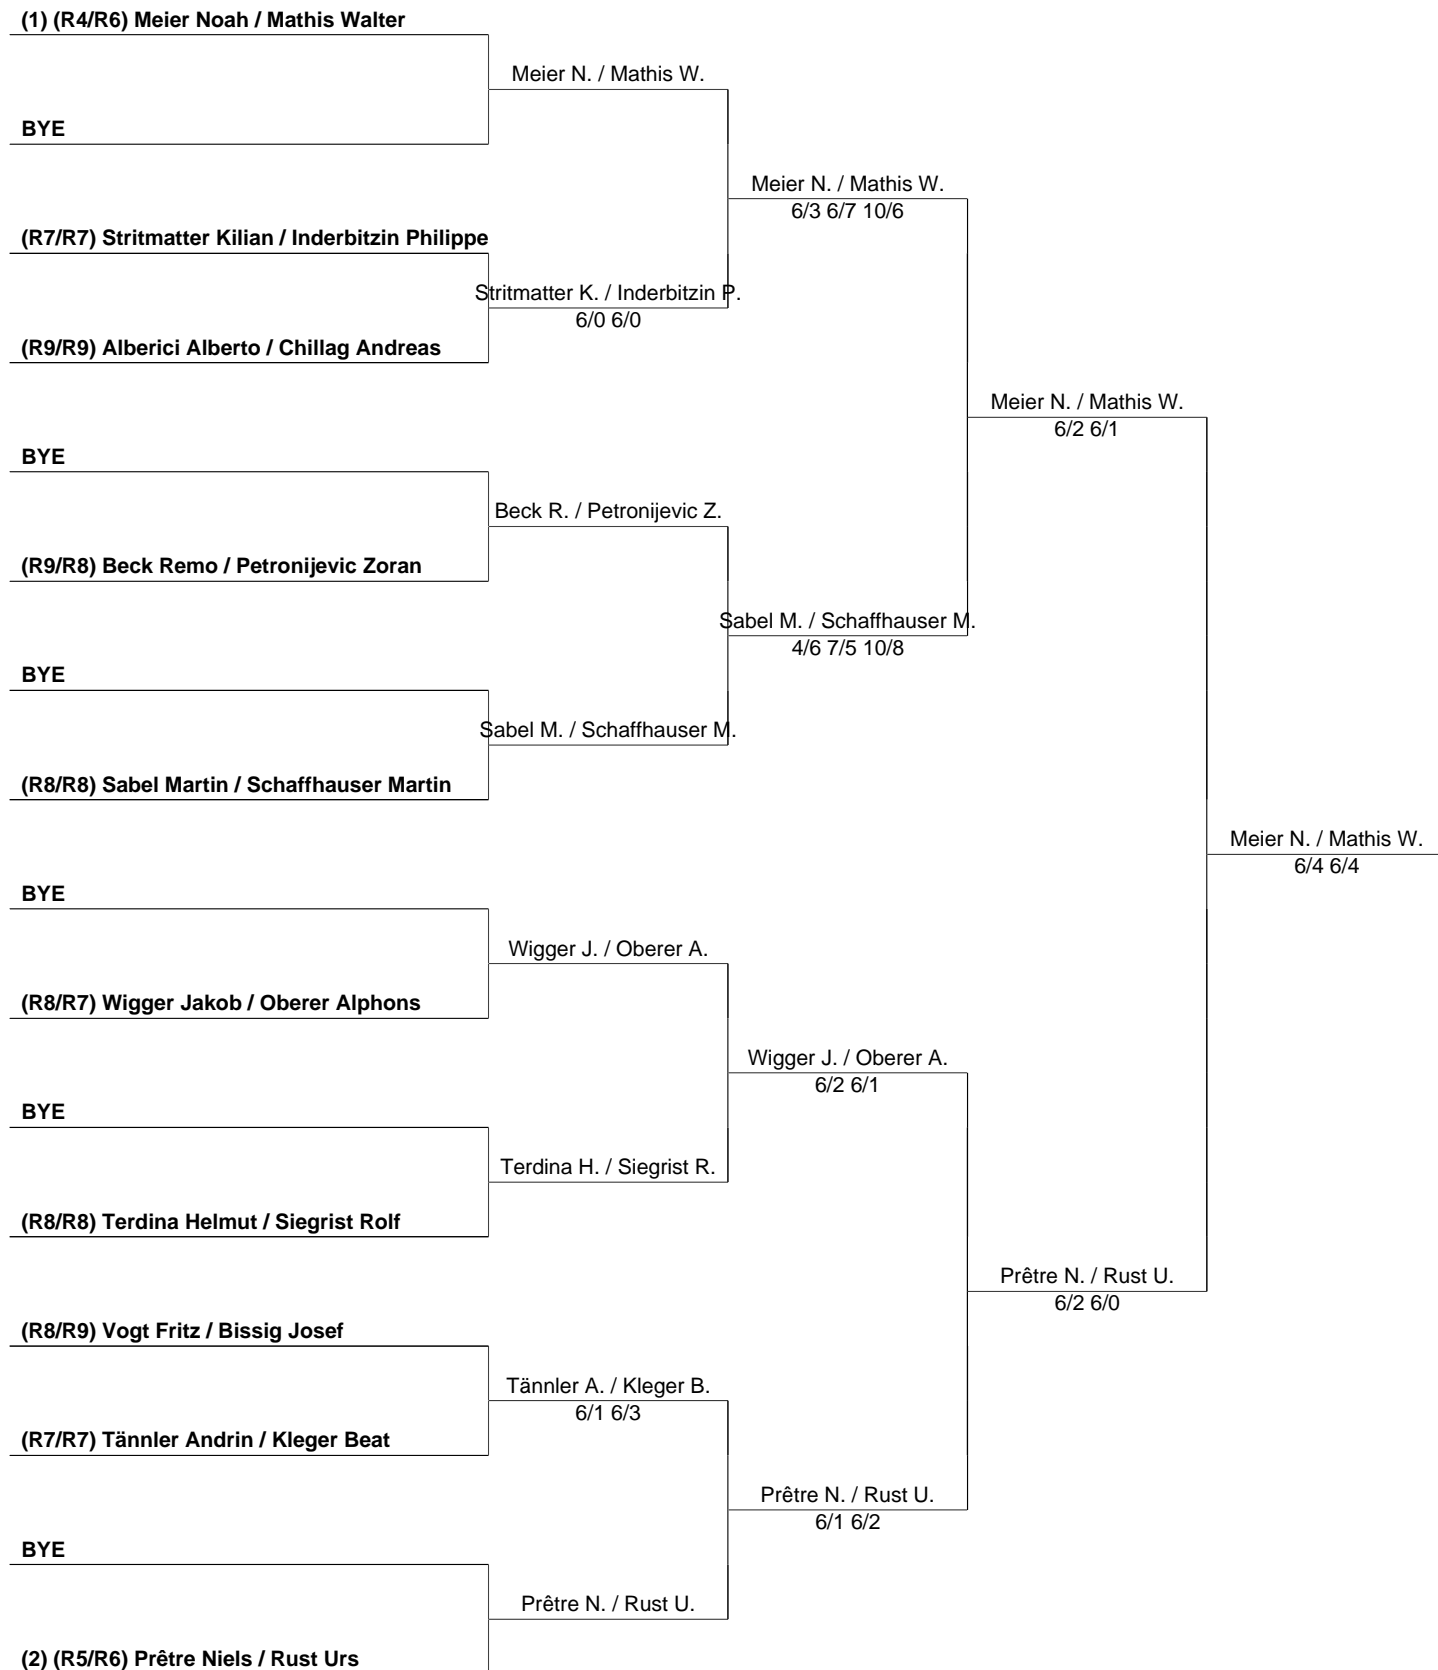 (1) (R4/R6) Meier Noah / Mathis Walter
Meier N. / Mathis W.
BYE
Meier N. / Mathis W.
6/3 6/7 10/6
(R7/R7) Stritmatter Kilian / Inderbitzin Philippe
Stritmatter K. / Inderbitzin P.
6/0 6/0
(R9/R9) Alberici Alberto / Chillag Andreas
Meier N. / Mathis W.
6/2 6/1
BYE
Beck R. / Petronijevic Z.
(R9/R8) Beck Remo / Petronijevic Zoran
Sabel M. / Schaffhauser M.
4/6 7/5 10/8
BYE
Sabel M. / Schaffhauser M.
(R8/R8) Sabel Martin / Schaffhauser Martin
Meier N. / Mathis W.
6/4 6/4
BYE
Wigger J. / Oberer A.
(R8/R7) Wigger Jakob / Oberer Alphons
Wigger J. / Oberer A.
6/2 6/1
BYE
Terdina H. / Siegrist R.
(R8/R8) Terdina Helmut / Siegrist Rolf
Prêtre N. / Rust U.
6/2 6/0
(R8/R9) Vogt Fritz / Bissig Josef
Tännler A. / Kleger B.
6/1 6/3
(R7/R7) Tännler Andrin / Kleger Beat
Prêtre N. / Rust U.
6/1 6/2
BYE
Prêtre N. / Rust U.
(2) (R5/R6) Prêtre Niels / Rust Urs